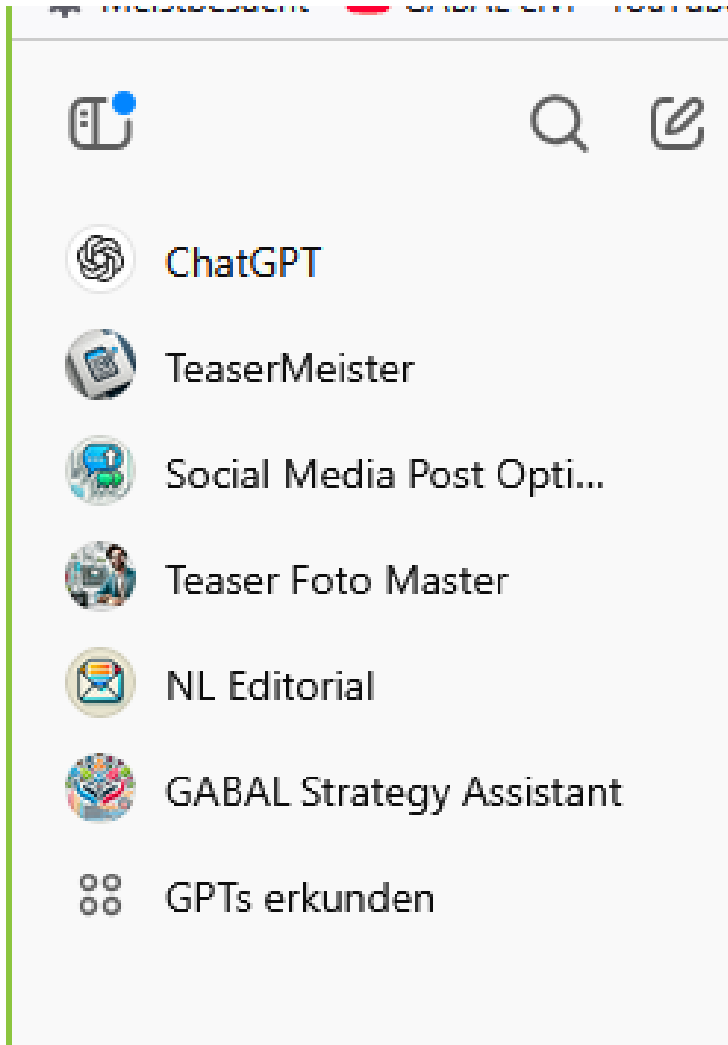 ChatGPT
TeaserMeister
Social Media Post Opti...
Teaser Foto Master
NL Editorial
GABAL Strategy Assistant
GPTs erkunden